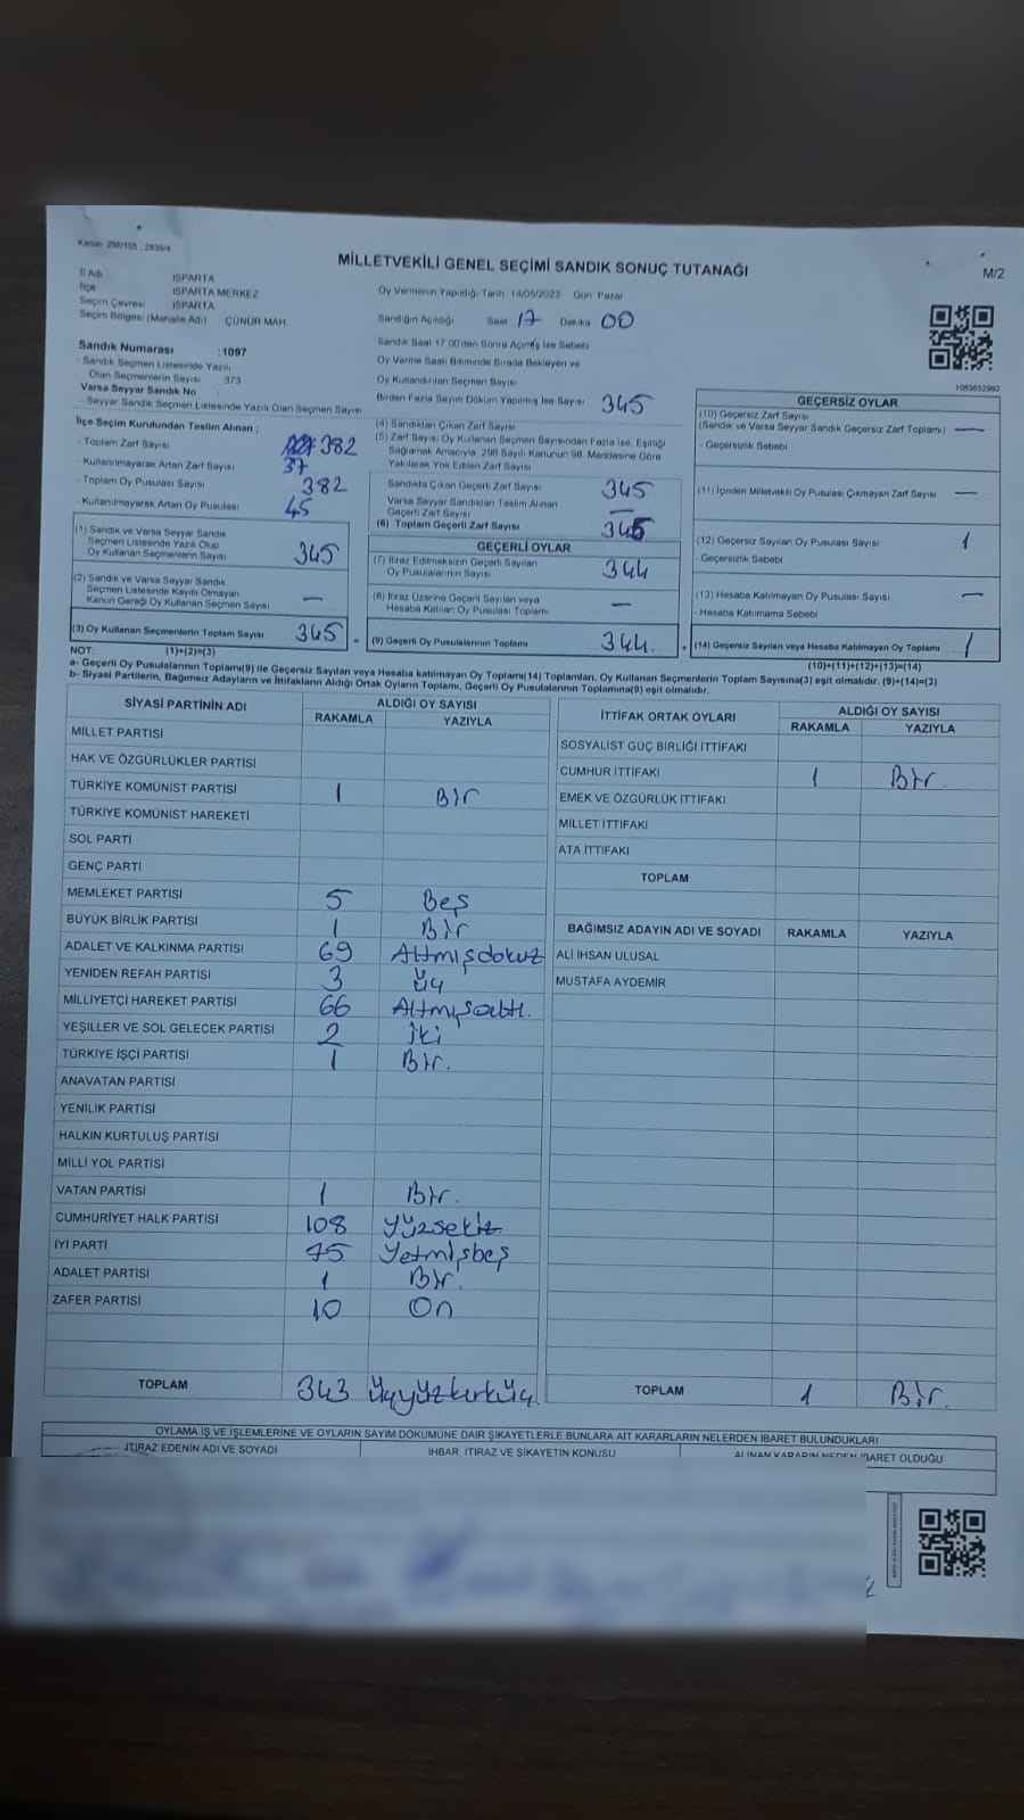 Kanun: 298/105 - 2839/4
MİLLETVEKİLİ GENEL SEÇİMİ SANDIK SONUÇ TUTANAĞI
M/2
İl Adı : ISPARTA
İlçe ISPARTA MERKEZ
Seçim Çevresi ISPARTA
Seçim Bölgesi (Mahalle Adı) ÇÜNÜR MAH.
Oy Vermenin Yapıldığı Tarih: 14/05/2023 Gün: Pazar
Sandığın Açıldığı Saat 17 Dakika 00
Sandık Numarası : 1097
- Sandık Seçmen Listesinde Yazılı
Olan Seçmenlerin Sayısı 373
Varsa Seyyar Sandık No
- Seyyar Sandık Seçmen Listesinde Yazılı Olan Seçmen Sayısı
Sandık Saat 17.00'den Sonra Açılmış İse Sebebi
Oy Verme Saati Bitiminde Sırada Bekleyen ve
Oy Kullandırılan Seçmen Sayısı
Birden Fazla Sayım Döküm Yapılmış İse Sayısı
345
1083652982
İlçe Seçim Kurulundan Teslim Alınan :
- Toplam Zarf Sayısı 382
- Kullanılmayarak Artan Zarf Sayısı 37
- Toplam Oy Pusulası Sayısı 382
- Kullanılmayarak Artan Oy Pusulası 45
(1) Sandık ve Varsa Seyyar Sandık
Seçmen Listesinde Yazılı Olup
Oy Kullanan Seçmenlerin Sayısı 345
(2) Sandık ve Varsa Seyyar Sandık
Seçmen Listesinde Kayıtlı Olmayan
Kanun Gereği Oy Kullanan Seçmen Sayısı —
(3) Oy Kullanan Seçmenlerin Toplam Sayısı 345 =
(4) Sandıktan Çıkan Zarf Sayısı
(5) Zarf Sayısı Oy Kullanan Seçmen Sayısından Fazla İse, Eşitliği
Sağlamak Amacıyla, 298 Sayılı Kanunun 98. Maddesine Göre
Yakılarak Yok Edilen Zarf Sayısı
Sandıkta Çıkan Geçerli Zarf Sayısı 345
Varsa Seyyar Sandıktan Teslim Alınan
Geçerli Zarf Sayısı —
(6) Toplam Geçerli Zarf Sayısı 345
GEÇERLİ OYLAR
(7) İtiraz Edilmeksizin Geçerli Sayılan
Oy Pusulalarının Sayısı 344
(8) İtiraz Üzerine Geçerli Sayılan veya
Hesaba Katılan Oy Pusulası Toplamı —
(9) Geçerli Oy Pusulalarının Toplamı 344 +
GEÇERSİZ OYLAR
(10) Geçersiz Zarf Sayısı
(Sandık ve Varsa Seyyar Sandık Geçersiz Zarf Toplamı) —
- Geçersizlik Sebebi
(11) İçinden Milletvekili Oy Pusulası Çıkmayan Zarf Sayısı —
(12) Geçersiz Sayılan Oy Pusulası Sayısı 1
- Geçersizlik Sebebi
(13) Hesaba Katılmayan Oy Pusulası Sayısı —
- Hesaba Katılmama Sebebi
(14) Geçersiz Sayılan veya Hesaba Katılmayan Oy Toplamı 1
NOT: (1)+(2)=(3)
(10)+(11)+(12)+(13)=(14)
a- Geçerli Oy Pusulalarının Toplamı(9) ile Geçersiz Sayılan veya Hesaba katılmayan Oy Toplamı(14) Toplamları, Oy Kullanan Seçmenlerin Toplam Sayısına(3) eşit olmalıdır. (9)+(14)=(3)
b- Siyasi Partilerin, Bağımsız Adayların ve İttifakların Aldığı Ortak Oyların Toplamı, Geçerli Oy Pusulalarının Toplamına(9) eşit olmalıdır.
SİYASİ PARTİNİN ADI ALDIĞI OY SAYISI
RAKAMLA YAZIYLA
MİLLET PARTİSİ
HAK VE ÖZGÜRLÜKLER PARTİSİ
TÜRKİYE KOMÜNİST PARTİSİ 1 Bir
TÜRKİYE KOMÜNİST HAREKETİ
SOL PARTİ
GENÇ PARTİ
MEMLEKET PARTİSİ 5 Beş
BÜYÜK BİRLİK PARTİSİ 1 Bir
ADALET VE KALKINMA PARTİSİ 69 Altmışdokuz
YENİDEN REFAH PARTİSİ 3 Üç
MİLLİYETÇİ HAREKET PARTİSİ 66 Altmışaltı.
YEŞİLLER VE SOL GELECEK PARTİSİ 2 İki
TÜRKİYE İŞÇİ PARTİSİ 1 Bir.
ANAVATAN PARTİSİ
YENİLİK PARTİSİ
HALKIN KURTULUŞ PARTİSİ
MİLLİ YOL PARTİSİ
VATAN PARTİSİ 1 Bir.
CUMHURİYET HALK PARTİSİ 108 Yüzsekiz
İYİ PARTİ 75 Yetmişbeş
ADALET PARTİSİ 1 Bir.
ZAFER PARTİSİ 10 On
TOPLAM 343 Üçyüzkırküç
İTTİFAK ORTAK OYLARI ALDIĞI OY SAYISI
RAKAMLA YAZIYLA
SOSYALİST GÜÇ BİRLİĞİ İTTİFAKI
CUMHUR İTTİFAKI 1 Bir.
EMEK VE ÖZGÜRLÜK İTTİFAKI
MİLLET İTTİFAKI
ATA İTTİFAKI
TOPLAM
BAĞIMSIZ ADAYIN ADI VE SOYADI RAKAMLA YAZIYLA
ALİ İHSAN ULUSAL
MUSTAFA AYDEMİR
TOPLAM 1 Bir.
OYLAMA İŞ VE İŞLEMLERİNE VE OYLARIN SAYIM DÖKÜMÜNE DAİR ŞİKAYETLERLE BUNLARA AİT KARARLARIN NELERDEN İBARET BULUNDUKLARI
İTİRAZ EDENİN ADI VE SOYADI İHBAR, İTİRAZ VE ŞİKAYETİN KONUSU ALINAN KARARIN NEDEN İBARET OLDUĞU